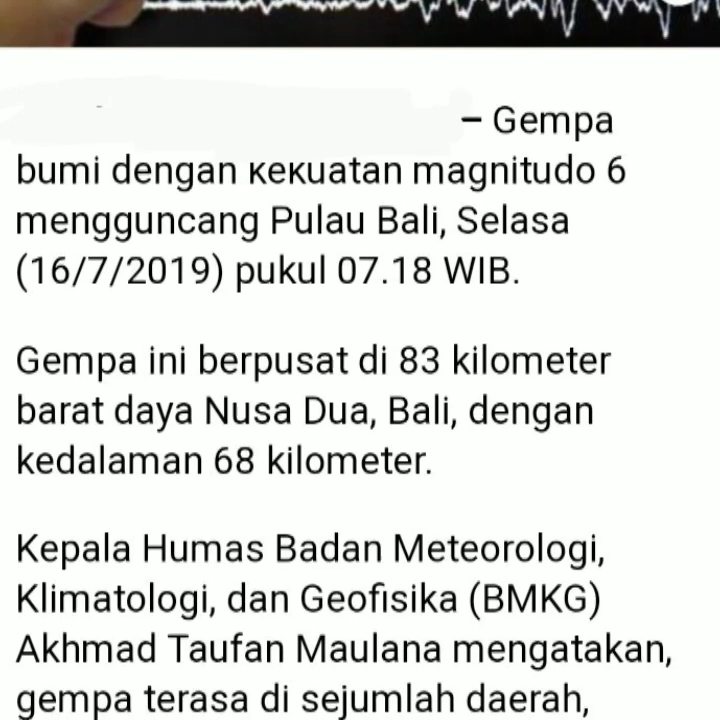 – Gempa
bumi dengan kekuatan magnitudo 6
mengguncang Pulau Bali, Selasa
(16/7/2019) pukul 07.18 WIB.
Gempa ini berpusat di 83 kilometer
barat daya Nusa Dua, Bali, dengan
kedalaman 68 kilometer.
Kepala Humas Badan Meteorologi,
Klimatologi, dan Geofisika (BMKG)
Akhmad Taufan Maulana mengatakan,
gempa terasa di sejumlah daerah,